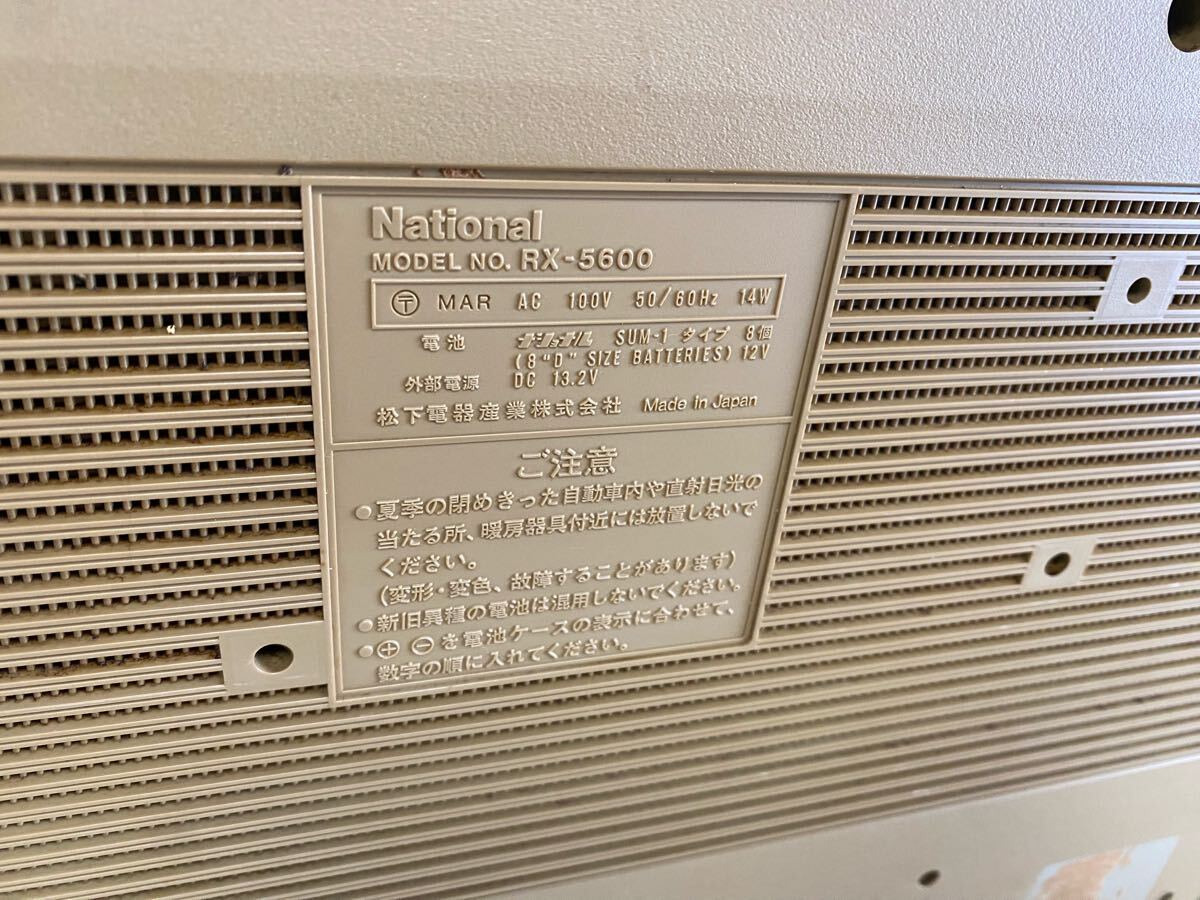 National
MODEL NO. RX-5600
〒 MAR AC 100V 50/60Hz 14W
電池 ナショナル SUM-1 タイプ 8個
(8 "D" SIZE BATTERIES) 12V
外部電源 DC 13.2V
松下電器産業株式会社 Made in Japan
ご注意
●夏季の閉めきった自動車内や直射日光の
当たる所、暖房器具付近には放置しないで
ください。
(変形・変色、故障することがあります)
●新旧異種の電池は混用しないでください。
●⊕ ⊖を電池ケースの表示に合わせて、
数字の順に入れてください。